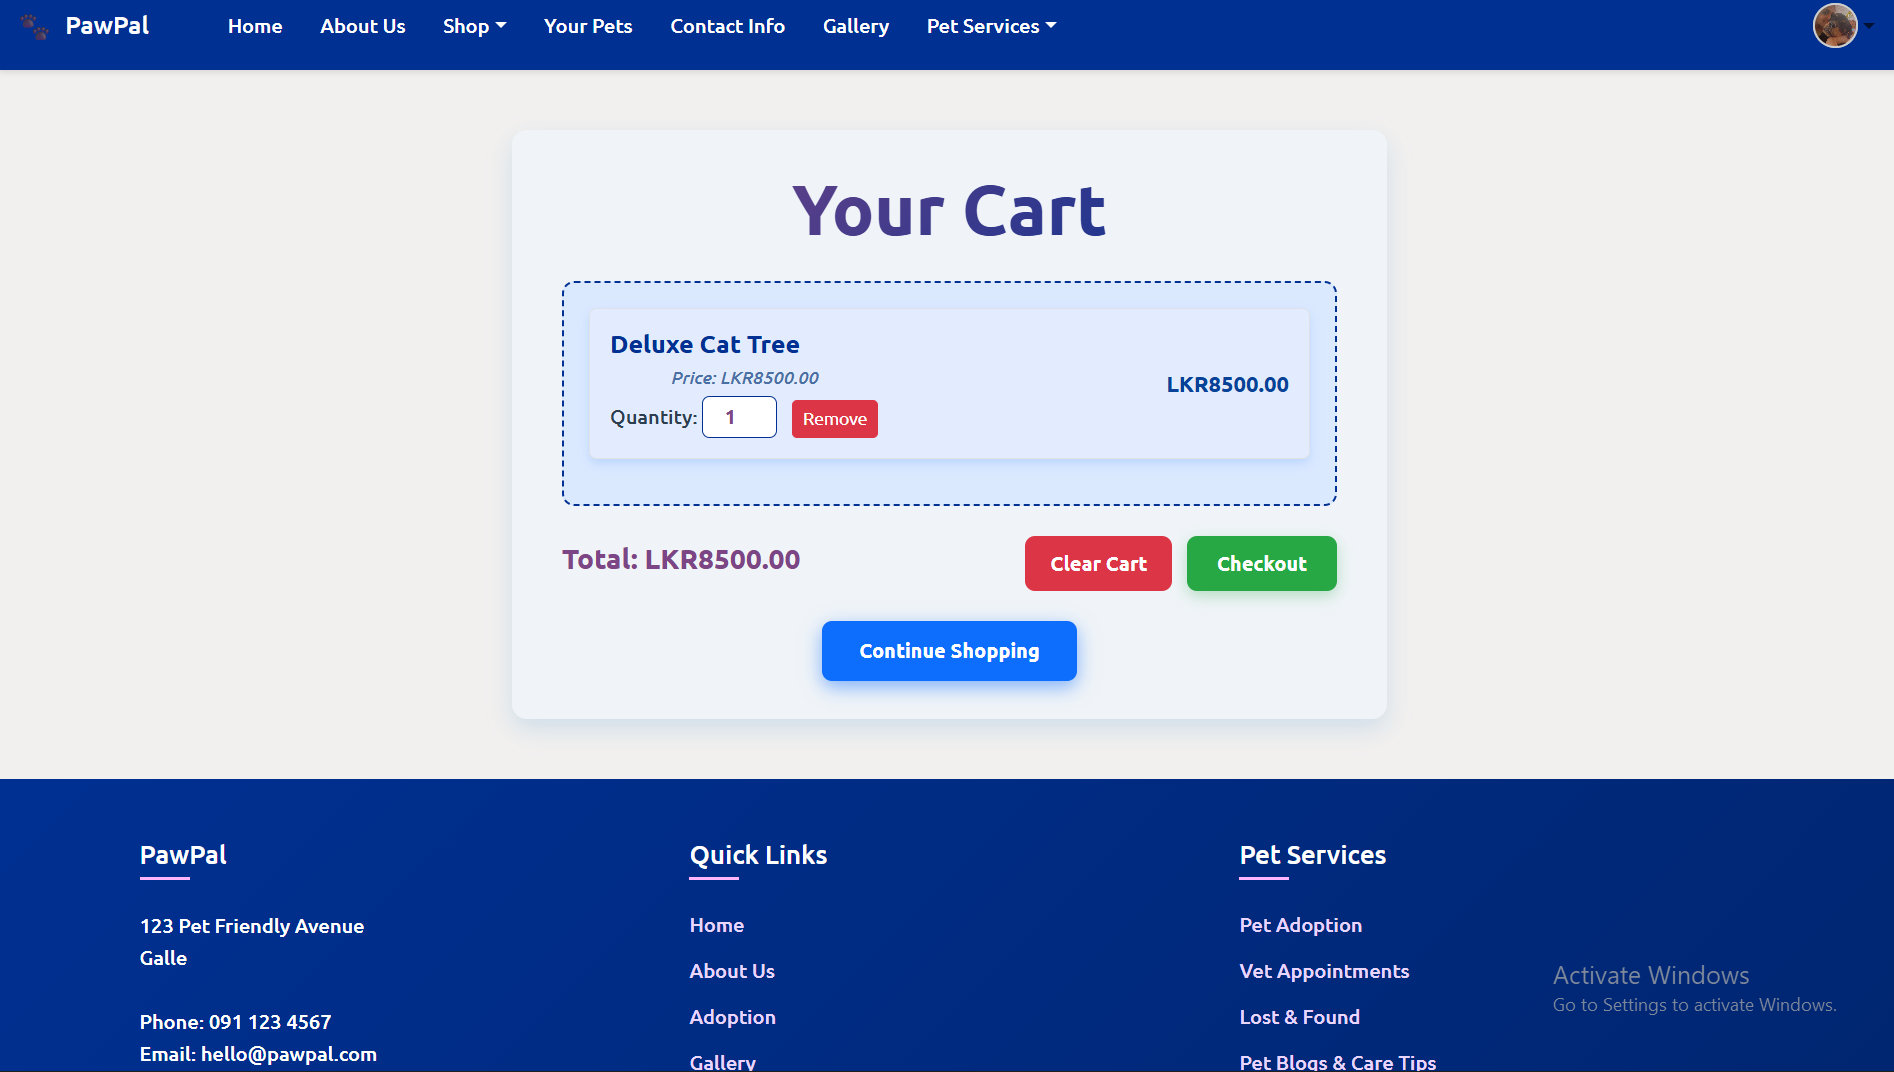 PawPal Home About Us Shop Your Pets Contact Info Gallery Pet Services
Your Cart
Deluxe Cat Tree
Price: LKR8500.00
LKR8500.00
Quantity: 1 Remove
Total: LKR8500.00 Clear Cart Checkout
Continue Shopping
PawPal
123 Pet Friendly Avenue
Galle
Phone: 091 123 4567
Email: hello@pawpal.com
Quick Links
Home
About Us
Adoption
Gallery
Pet Services
Pet Adoption
Vet Appointments
Lost & Found
Pet Blogs & Care Tips
Activate Windows
Go to Settings to activate Windows.